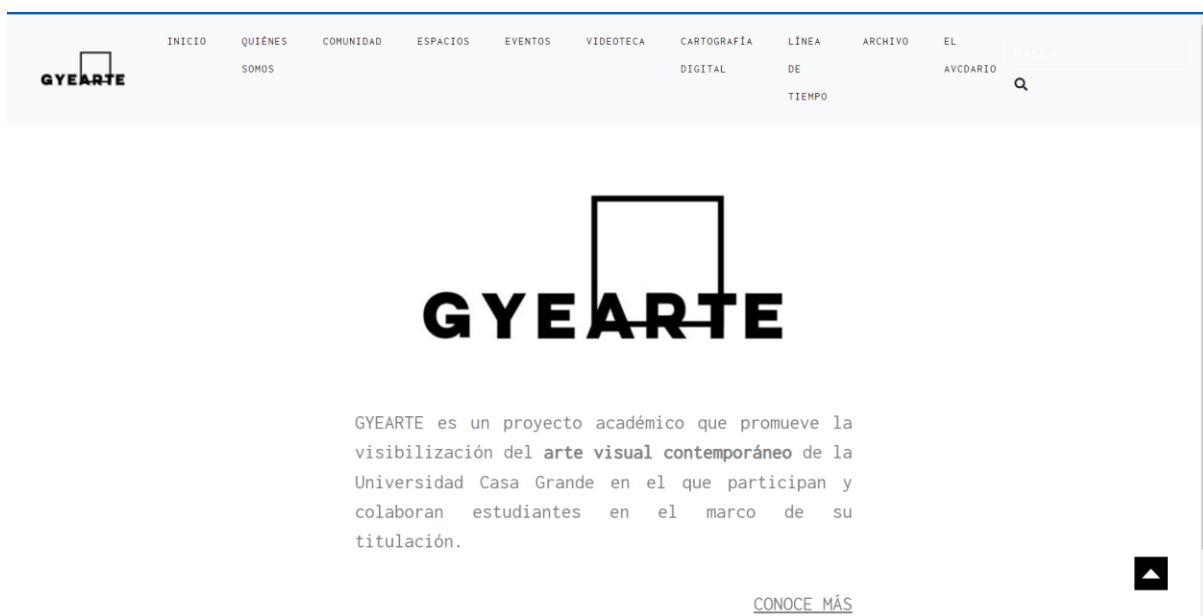 GYEARTE
INICIO
QUIÉNES
SOMOS
COMUNIDAD
ESPACIOS
EVENTOS
VIDEOTECA
CARTOGRAFÍA
DIGITAL
LÍNEA
DE
TIEMPO
ARCHIVO
EL
AVCDARIO
GYEARTE
GYEARTE es un proyecto académico que promueve la
visibilización del arte visual contemporáneo de la
Universidad Casa Grande en el que participan y
colaboran estudiantes en el marco de su
titulación.
CONOCE MÁS